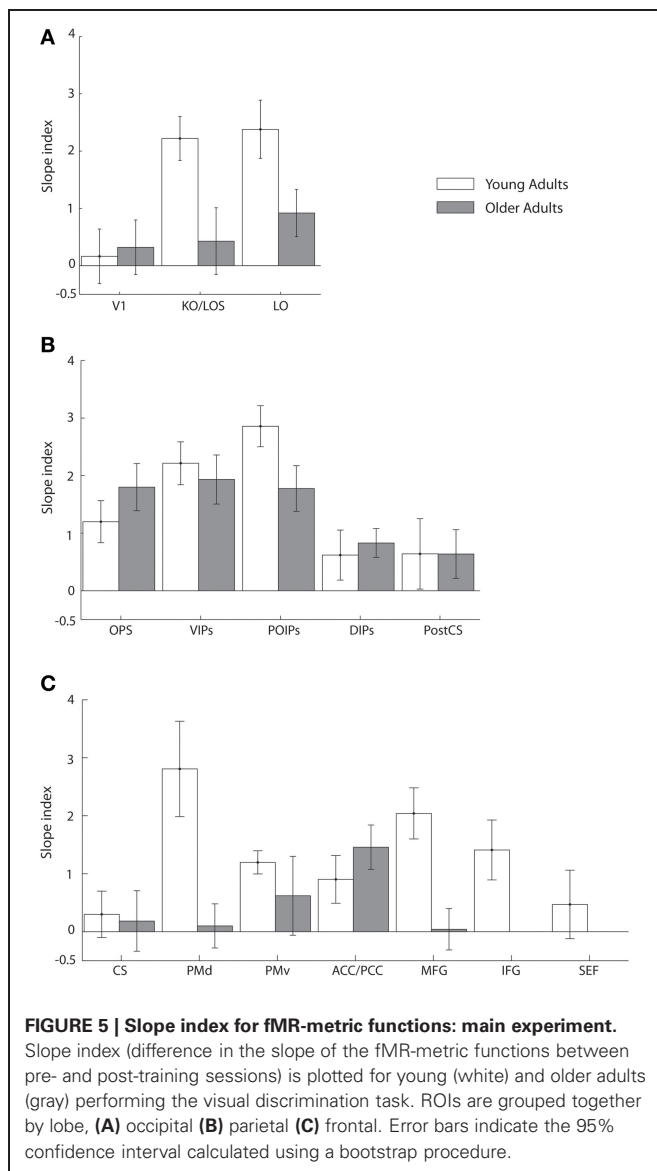 A
4
3
2
1
0
-0.5
Slope index
V1 KO/LOS LO
Young Adults
Older Adults
B
4
3
2
1
0
-0.5
Slope index
OPS VIPs POIPs DIPs PostCS
C
4
3
2
1
0
-0.5
Slope index
CS PMd PMv ACC/PCC MFG IFG SEF
FIGURE 5 | Slope index for fMR-metric functions: main experiment.
Slope index (difference in the slope of the fMR-metric functions between
pre- and post-training sessions) is plotted for young (white) and older adults
(gray) performing the visual discrimination task. ROIs are grouped together
by lobe, (A) occipital (B) parietal (C) frontal. Error bars indicate the 95%
confidence interval calculated using a bootstrap procedure.